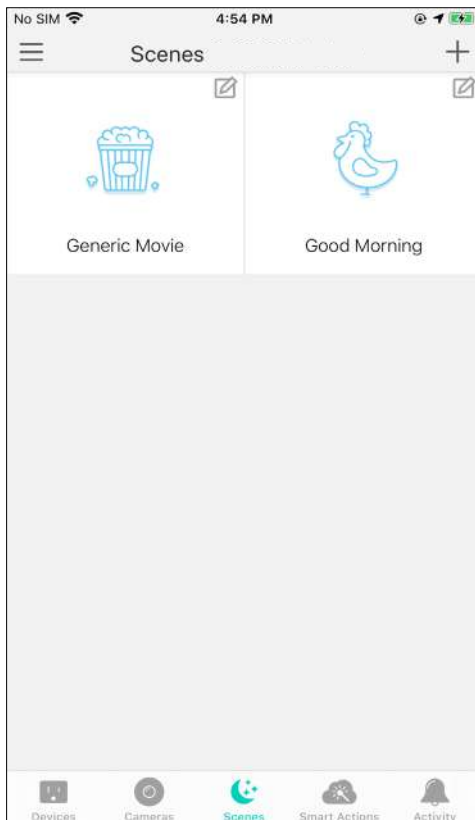 No SIM 4:54 PM
Scenes
Generic Movie Good Morning
Devices Cameras Scenes Smart Actions Activity